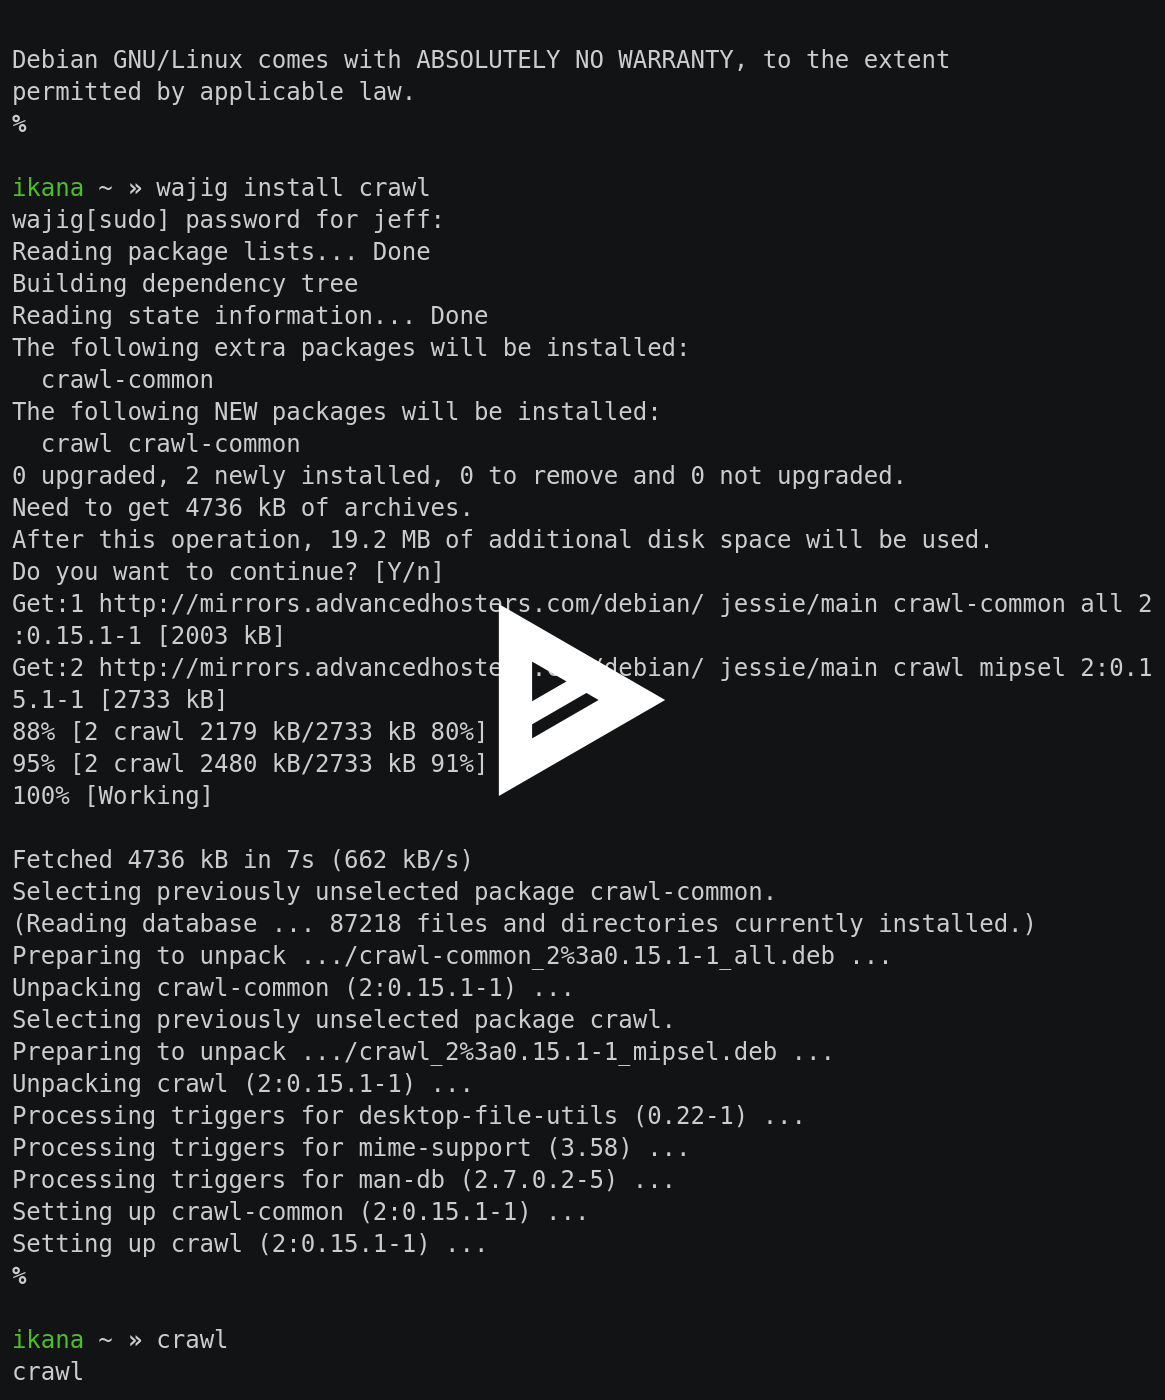 Debian GNU/Linux comes with ABSOLUTELY NO WARRANTY, to the extent
permitted by applicable law.
%
ikana ~ » wajig install crawl
wajig[sudo] password for jeff:
Reading package lists... Done
Building dependency tree
Reading state information... Done
The following extra packages will be installed:
  crawl-common
The following NEW packages will be installed:
  crawl crawl-common
0 upgraded, 2 newly installed, 0 to remove and 0 not upgraded.
Need to get 4736 kB of archives.
After this operation, 19.2 MB of additional disk space will be used.
Do you want to continue? [Y/n]
Get:1 http://mirrors.advancedhosters.com/debian/ jessie/main crawl-common all 2
:0.15.1-1 [2003 kB]
Get:2 http://mirrors.advancedhosters.com/debian/ jessie/main crawl mipsel 2:0.1
5.1-1 [2733 kB]
88% [2 crawl 2179 kB/2733 kB 80%]
95% [2 crawl 2480 kB/2733 kB 91%]
100% [Working]
Fetched 4736 kB in 7s (662 kB/s)
Selecting previously unselected package crawl-common.
(Reading database ... 87218 files and directories currently installed.)
Preparing to unpack .../crawl-common_2%3a0.15.1-1_all.deb ...
Unpacking crawl-common (2:0.15.1-1) ...
Selecting previously unselected package crawl.
Preparing to unpack .../crawl_2%3a0.15.1-1_mipsel.deb ...
Unpacking crawl (2:0.15.1-1) ...
Processing triggers for desktop-file-utils (0.22-1) ...
Processing triggers for mime-support (3.58) ...
Processing triggers for man-db (2.7.0.2-5) ...
Setting up crawl-common (2:0.15.1-1) ...
Setting up crawl (2:0.15.1-1) ...
%
ikana ~ » crawl
crawl